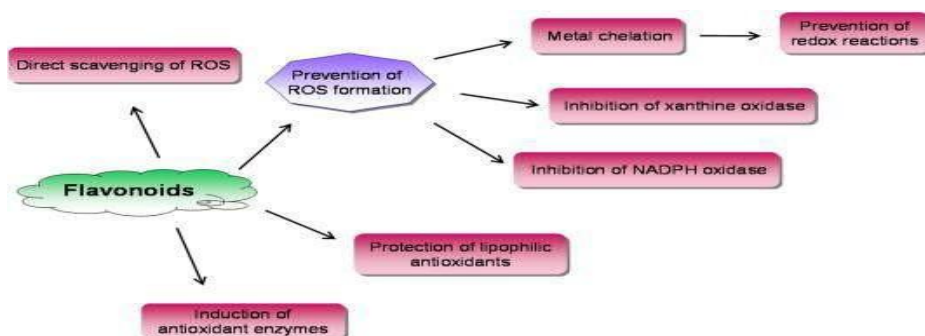 Direct scavenging of ROS
Prevention of
ROS formation
Metal chelation
Prevention of
redox reactions
Inhibition of xanthine oxidase
Inhibition of NADPH oxidase
Flavonoids
Protection of lipophilic
antioxidants
Induction of
antioxidant enzymes